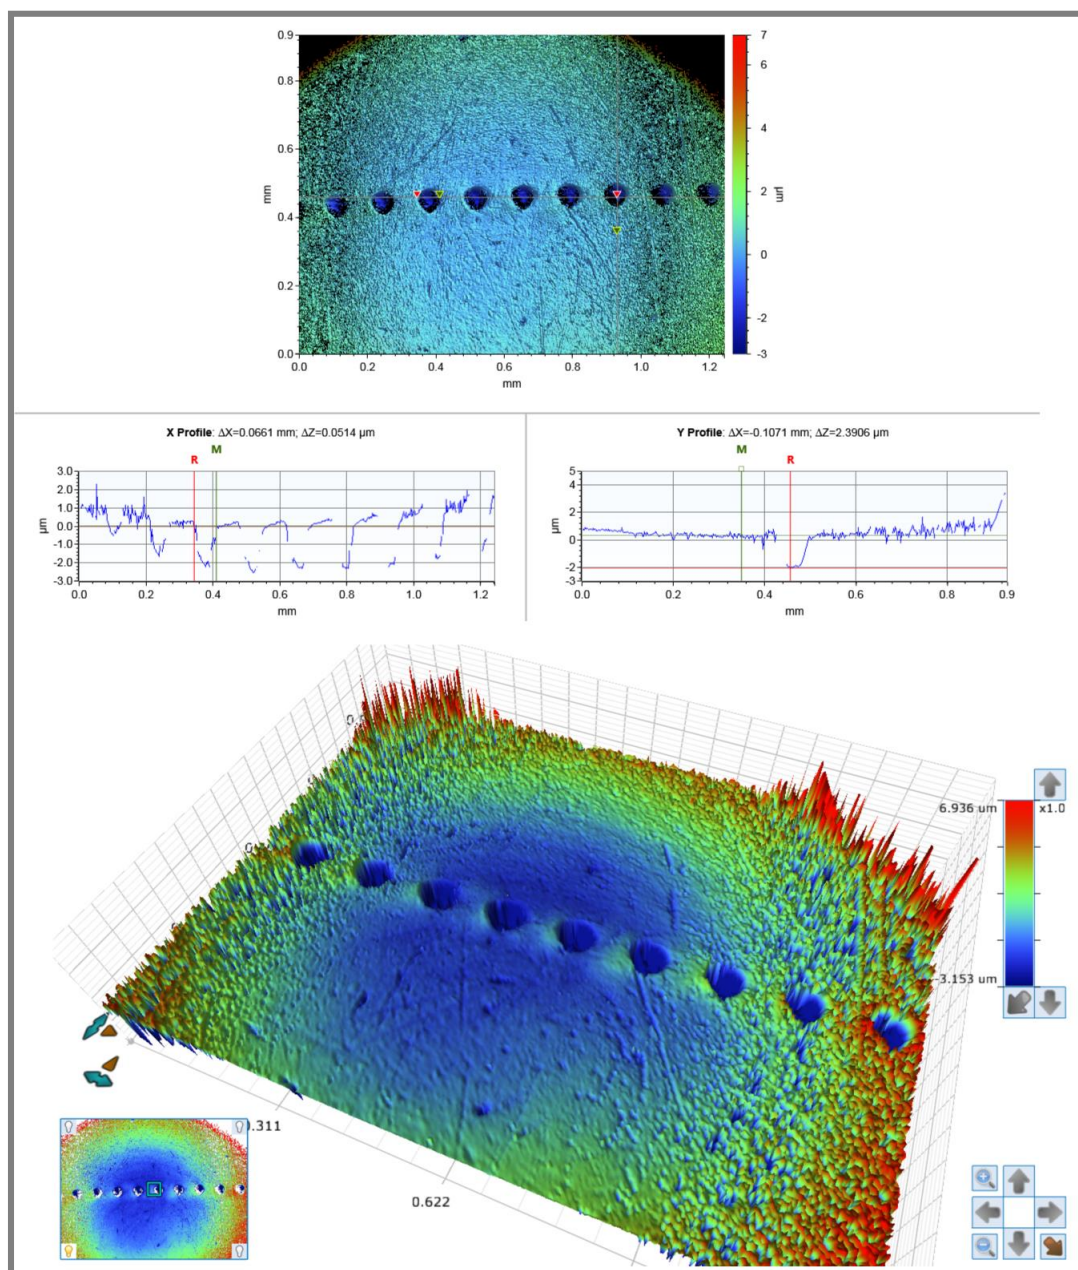 0.9
0.8
0.6
0.4
0.2
0.0
mm
0.0 0.2 0.4 0.6 0.8 1.0 1.2
mm
7
6
4
2
0
-2
-3
µm
X Profile: ΔX=0.0661 mm; ΔZ=0.0514 µm
M
R
3.0
2.0
1.0
0.0
-1.0
-2.0
-3.0
µm
0.0 0.2 0.4 0.6 0.8 1.0 1.2
mm
Y Profile: ΔX=-0.1071 mm; ΔZ=2.3906 µm
M
R
5
4
2
0
-2
-3
µm
0.0 0.2 0.4 0.6 0.8 0.9
mm
6.936 um
x1.0
-3.153 um
0.622